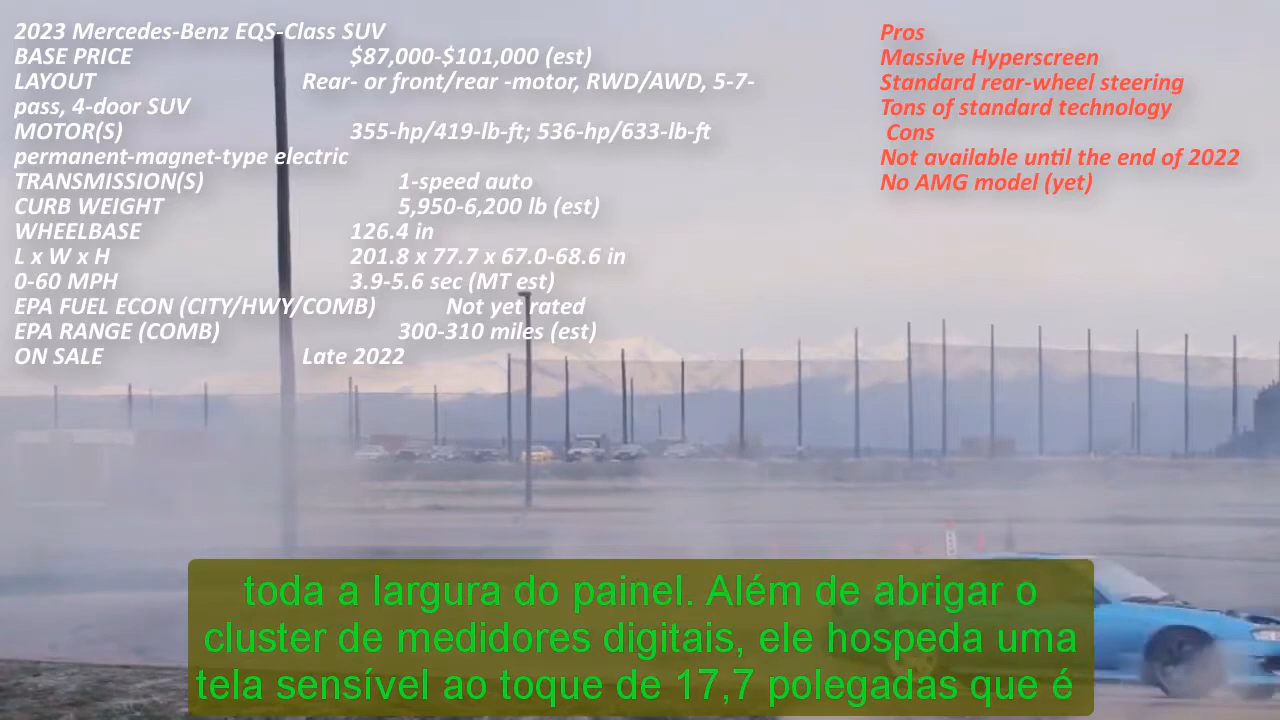 2023 Mercedes-Benz EQS-Class SUV
BASE PRICE $87,000-$101,000 (est)
LAYOUT Rear- or front/rear -motor, RWD/AWD, 5-7-
pass, 4-door SUV
MOTOR(S) 355-hp/419-lb-ft; 536-hp/633-lb-ft
permanent-magnet-type electric
TRANSMISSION(S) 1-speed auto
CURB WEIGHT 5,950-6,200 lb (est)
WHEELBASE 126.4 in
L x W x H 201.8 x 77.7 x 67.0-68.6 in
0-60 MPH 3.9-5.6 sec (MT est)
EPA FUEL ECON (CITY/HWY/COMB) Not yet rated
EPA RANGE (COMB) 300-310 miles (est)
ON SALE Late 2022
Pros
Massive Hyperscreen
Standard rear-wheel steering
Tons of standard technology
Cons
Not available until the end of 2022
No AMG model (yet)
toda a largura do painel. Além de abrigar o
cluster de medidores digitais, ele hospeda uma
tela sensível ao toque de 17,7 polegadas que é